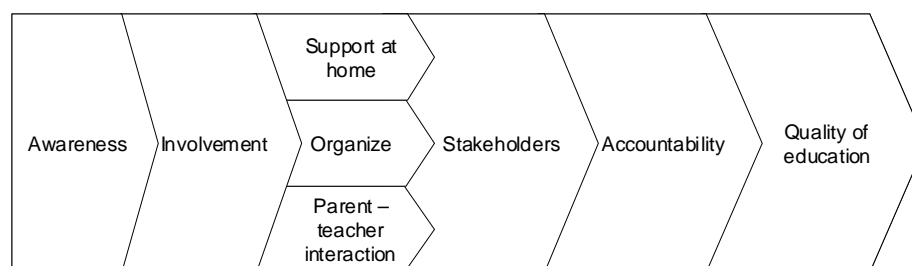 Awareness
Involvement
Support at
home
Organize
Parent –
teacher
interaction
Stakeholders
Accountability
Quality of
education